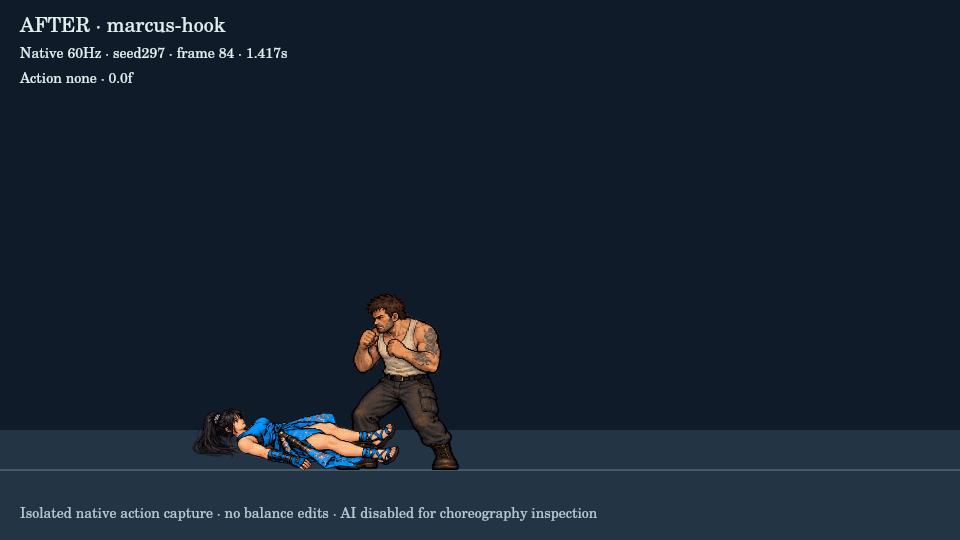 AFTER · marcus-hook
Native 60Hz · seed297 · frame 84 · 1.417s
Action none · 0.0f
Isolated native action capture · no balance edits · AI disabled for choreography inspection